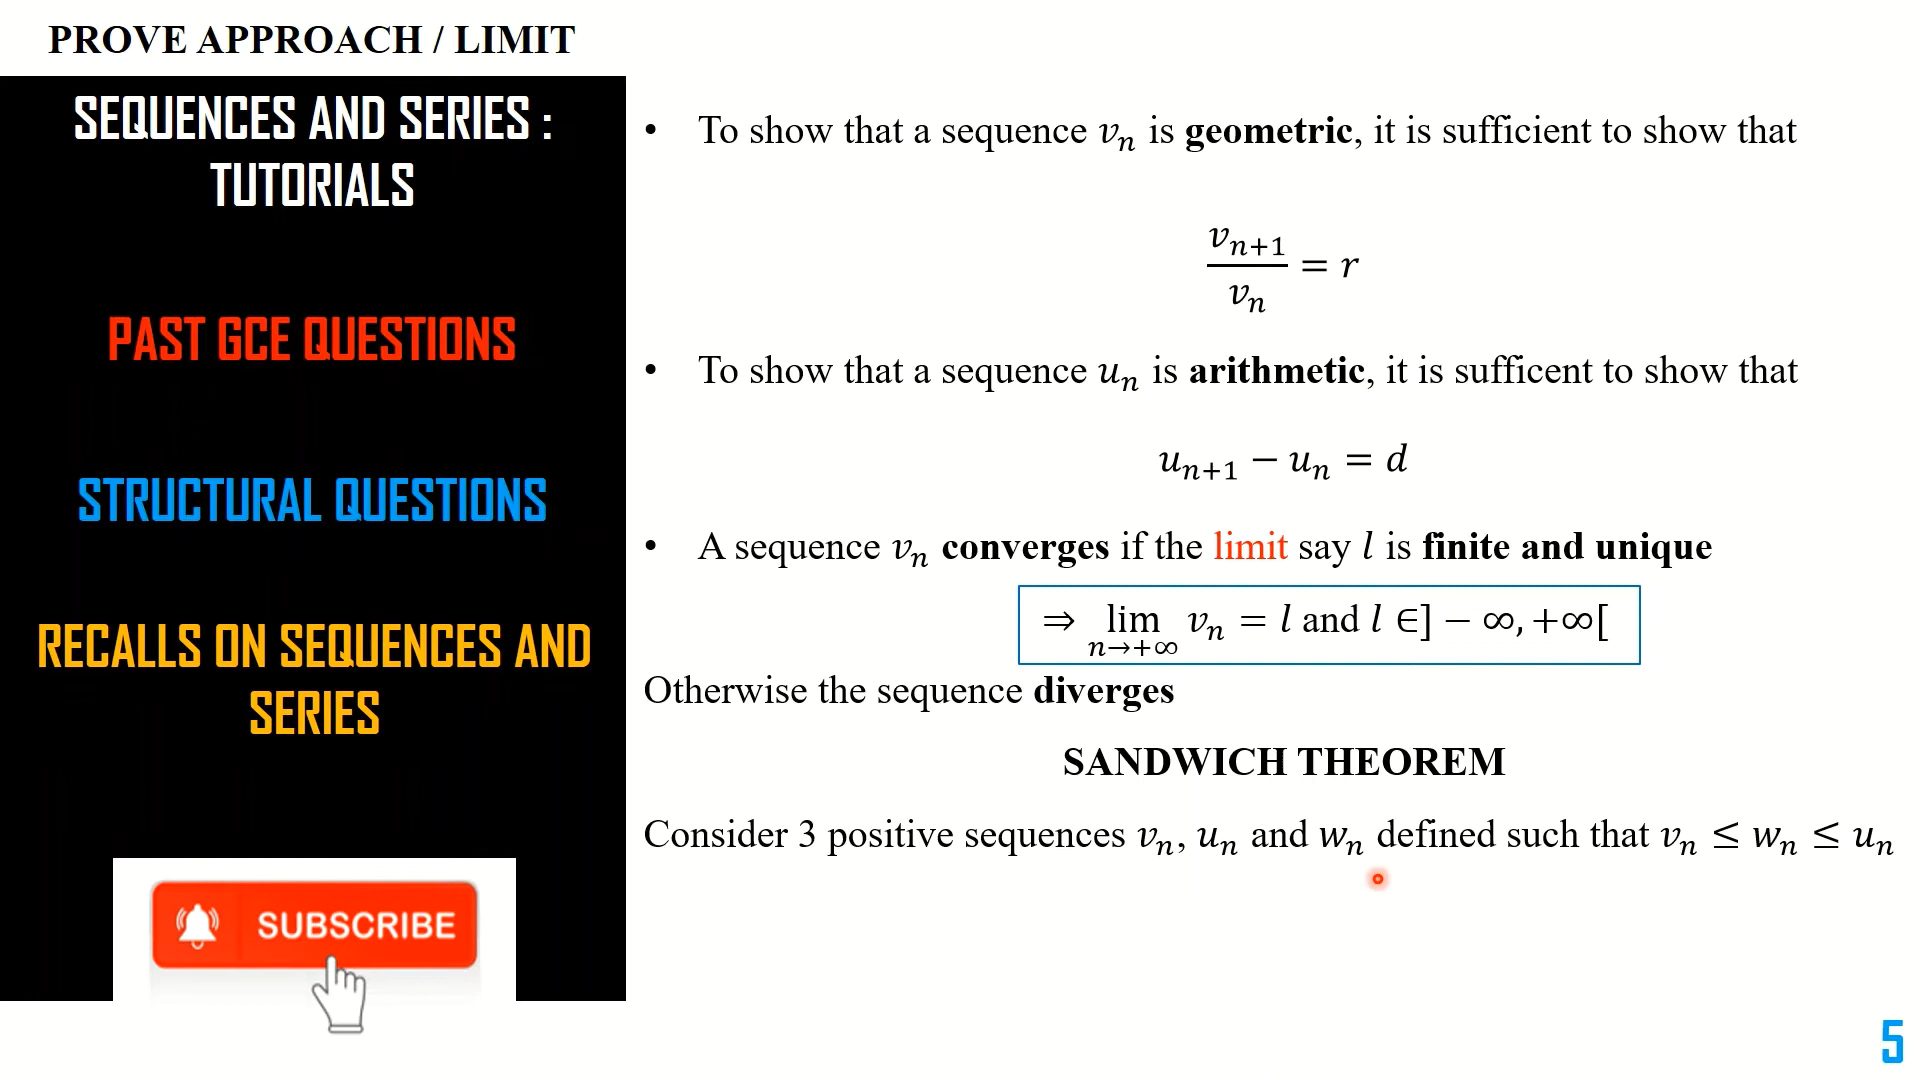 PROVE APPROACH / LIMIT
SEQUENCES AND SERIES :
TUTORIALS
PAST GCE QUESTIONS
STRUCTURAL QUESTIONS
RECALLS ON SEQUENCES AND
SERIES
SUBSCRIBE
• To show that a sequence vₙ is geometric, it is sufficient to show that
vₙ₊₁ / vₙ = r
• To show that a sequence uₙ is arithmetic, it is sufficent to show that
uₙ₊₁ − uₙ = d
• A sequence vₙ converges if the limit say l is finite and unique
⇒ lim n→+∞ vₙ = l and l ∈] − ∞, +∞[
Otherwise the sequence diverges
SANDWICH THEOREM
Consider 3 positive sequences vₙ, uₙ and wₙ defined such that vₙ ≤ wₙ ≤ uₙ
5